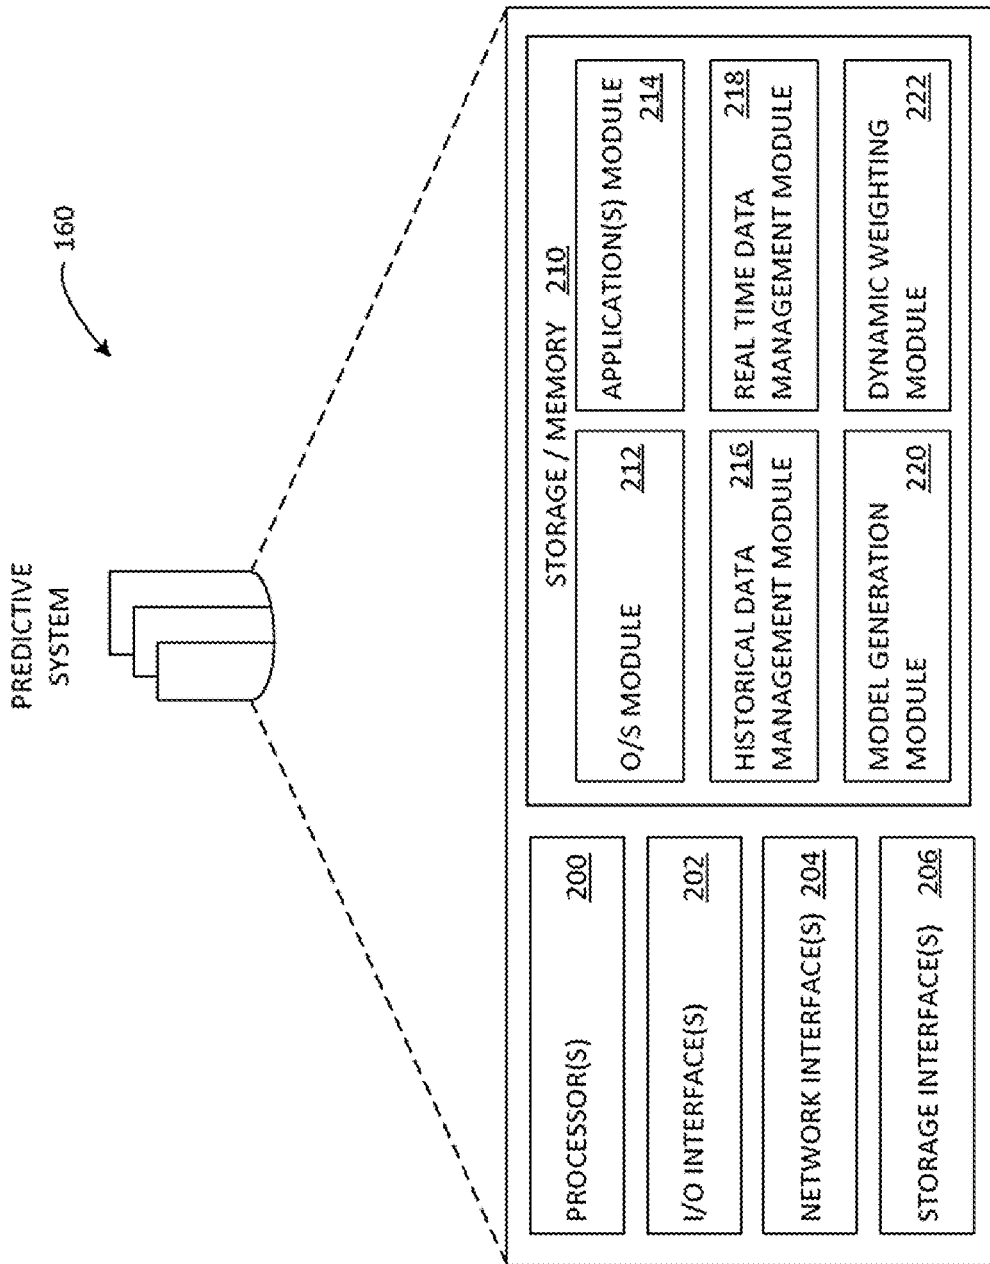 PREDICTIVE
SYSTEM
160
PROCESSOR(S) 200
I/O INTERFACE(S) 202
NETWORK INTERFACE(S) 204
STORAGE INTERFACE(S) 206
STORAGE / MEMORY 210
O/S MODULE
212
APPLICATION(S) MODULE
214
HISTORICAL DATA 216
MANAGEMENT MODULE
REAL TIME DATA 218
MANAGEMENT MODULE
MODEL GENERATION
MODULE 220
DYNAMIC WEIGHTING
MODULE 222